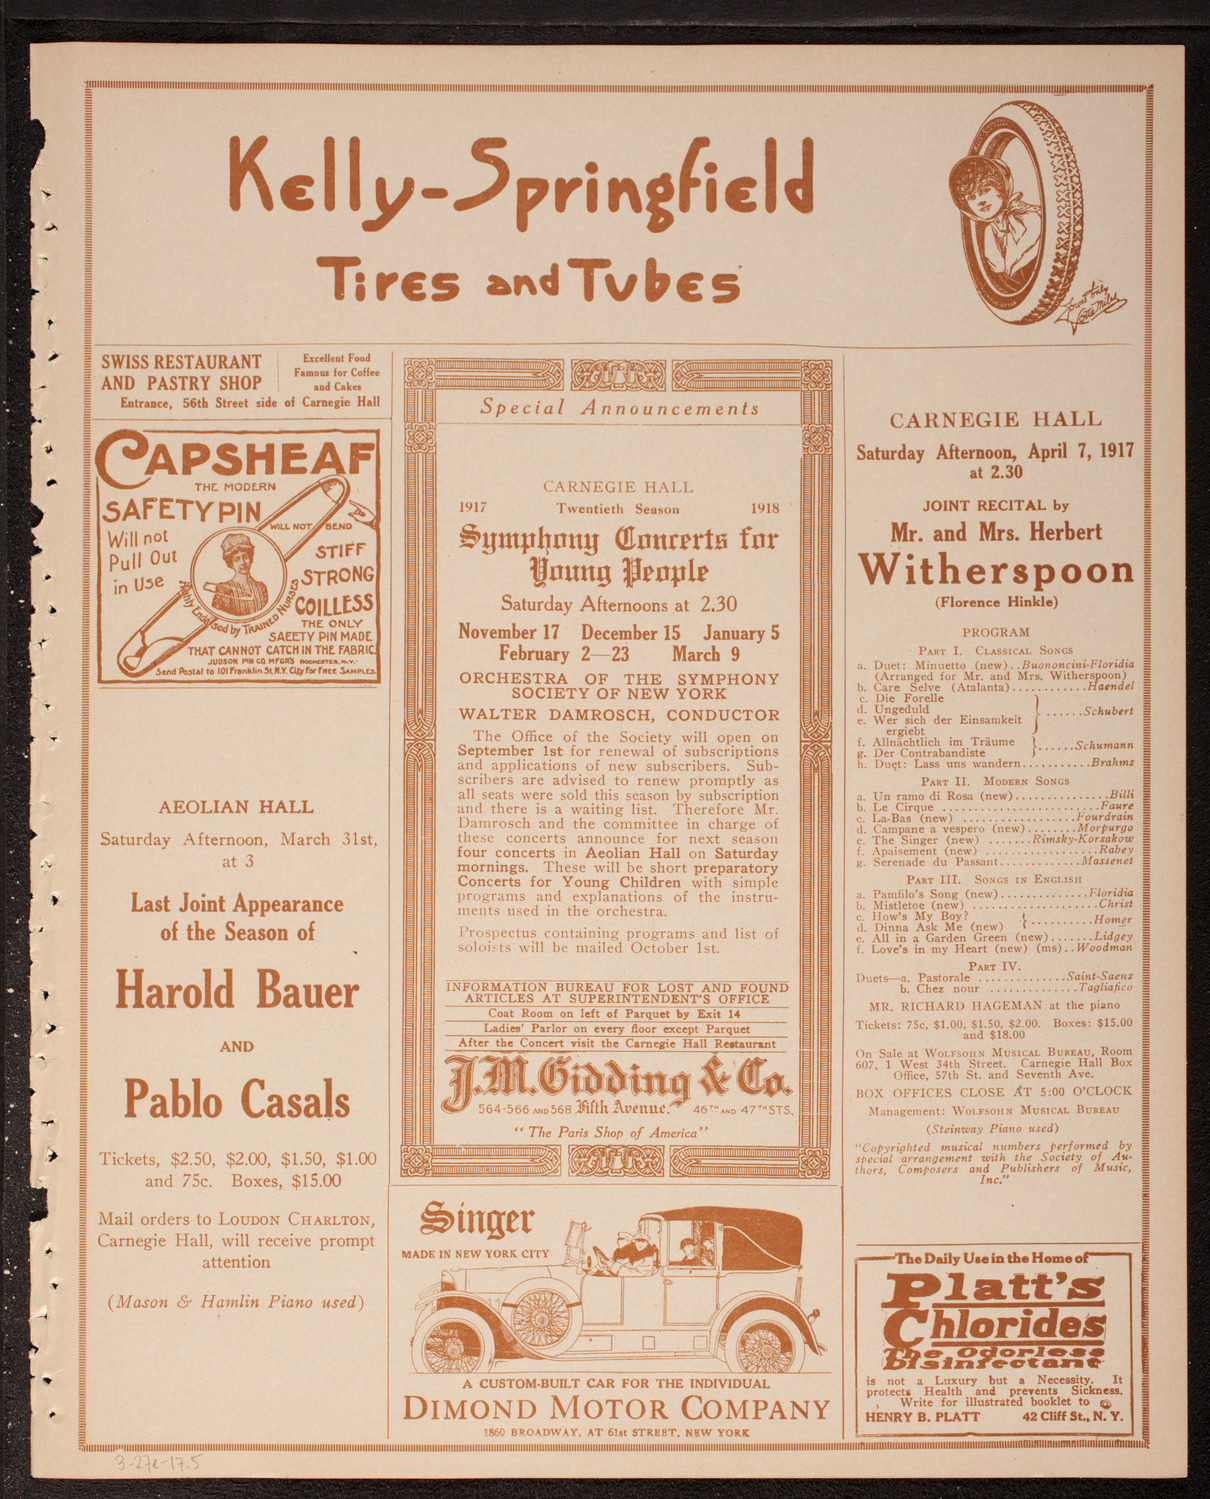 Kelly-Springfield
Tires and Tubes
Yours truly
Lotta Miles
SWISS RESTAURANT
AND PASTRY SHOP
Excellent Food
Famous for Coffee
and Cakes
Entrance, 56th Street side of Carnegie Hall
CAPSHEAF
THE MODERN
SAFETY PIN
WILL NOT BEND
Will not
Pull Out
in Use
STIFF
STRONG
COILLESS
Highly Endorsed by TRAINED NURSES
THE ONLY
SAFETY PIN MADE
THAT CANNOT CATCH IN THE FABRIC.
JUDSON PIN CO. MFGRS ROCHESTER, N.Y.
Send Postal to 101 Franklin St. N.Y. City for FREE SAMPLES.
AEOLIAN HALL
Saturday Afternoon, March 31st,
at 3
Last Joint Appearance
of the Season of
Harold Bauer
AND
Pablo Casals
Tickets, $2.50, $2.00, $1.50, $1.00
and 75c. Boxes, $15.00
Mail orders to LOUDON CHARLTON,
Carnegie Hall, will receive prompt
attention
(Mason & Hamlin Piano used)
Special Announcements
CARNEGIE HALL
1917 Twentieth Season 1918
Symphony Concerts for
Young People
Saturday Afternoons at 2.30
November 17 December 15 January 5
February 2—23 March 9
ORCHESTRA OF THE SYMPHONY
SOCIETY OF NEW YORK
WALTER DAMROSCH, CONDUCTOR
The Office of the Society will open on
September 1st for renewal of subscriptions
and applications of new subscribers. Sub-
scribers are advised to renew promptly as
all seats were sold this season by subscription
and there is a waiting list. Therefore Mr.
Damrosch and the committee in charge of
these concerts announce for next season
four concerts in Aeolian Hall on Saturday
mornings. These will be short preparatory
Concerts for Young Children with simple
programs and explanations of the instru-
ments used in the orchestra.
Prospectus containing programs and list of
soloists will be mailed October 1st.
INFORMATION BUREAU FOR LOST AND FOUND
ARTICLES AT SUPERINTENDENT'S OFFICE
Coat Room on left of Parquet by Exit 14
Ladies' Parlor on every floor except Parquet
After the Concert visit the Carnegie Hall Restaurant
J.M. Gidding & Co.
564-566 AND 568 Fifth Avenue. 46TH AND 47TH STS.
"The Paris Shop of America"
Singer
MADE IN NEW YORK CITY
A CUSTOM-BUILT CAR FOR THE INDIVIDUAL
DIMOND MOTOR COMPANY
1860 BROADWAY, AT 61st STREET, NEW YORK
CARNEGIE HALL
Saturday Afternoon, April 7, 1917
at 2.30
JOINT RECITAL by
Mr. and Mrs. Herbert
Witherspoon
(Florence Hinkle)
PROGRAM
PART I. CLASSICAL SONGS
a. Duet: Minuetto (new)..Buononcini-Floridia
(Arranged for Mr. and Mrs. Witherspoon)
b. Care Selve (Atalanta)............Haendel
c. Die Forelle
d. Ungeduld ......Schubert
e. Wer sich der Einsamkeit
ergiebt
f. Allnächtlich im Träume ......Schumann
g. Der Contrabandiste
h. Duet: Lass uns wandern..........Brahms
PART II. MODERN SONGS
a. Un ramo di Rosa (new)..............Billi
b. Le Cirque .......................Faure
c. La-Bas (new) .................Fourdrain
d. Campane a vespero (new)........Morpurgo
e. The Singer (new) .......Rimsky-Korsakow
f. Apaisement (new) .................Rabey
g. Serenade du Passant............Massenet
PART III. SONGS IN ENGLISH
a. Pamfilo's Song (new).............Floridia
b. Mistletoe (new) ...................Christ
c. How's My Boy? ..........Homer
d. Dinna Ask Me (new)
e. All in a Garden Green (new).......Lidgey
f. Love's in my Heart (new) (ms)..Woodman
PART IV.
Duets—a. Pastorale .............Saint-Saens
b. Chez nour .............Tagliafico
MR. RICHARD HAGEMAN at the piano
Tickets: 75c, $1.00, $1.50, $2.00. Boxes: $15.00
and $18.00
On Sale at WOLFSOHN MUSICAL BUREAU, Room
607, 1 West 34th Street. Carnegie Hall Box
Office, 57th St. and Seventh Ave.
BOX OFFICES CLOSE AT 5:00 O'CLOCK
Management: WOLFSOHN MUSICAL BUREAU
(Steinway Piano used)
"Copyrighted musical numbers performed by
special arrangement with the Society of Au-
thors, Composers and Publishers of Music,
Inc."
The Daily Use in the Home of
Platt's
Chlorides
The Odorless
Disinfectant
is not a Luxury but a Necessity. It
protects Health and prevents Sickness.
Write for illustrated booklet to
HENRY B. PLATT 42 Cliff St., N. Y.
3-27e-17.5